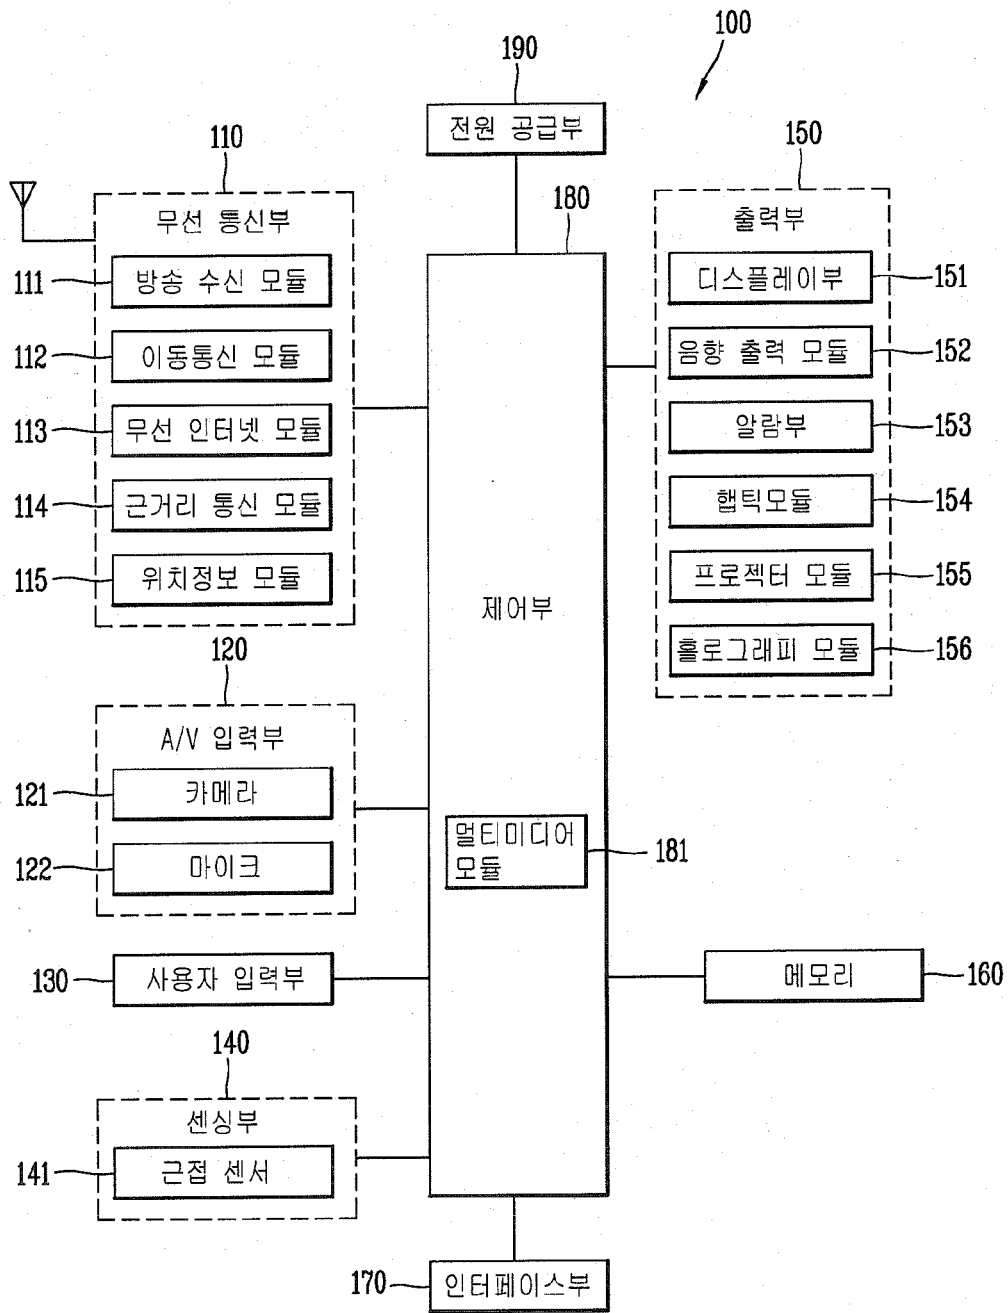 100
190
전원 공급부
110
무선 통신부
111 방송 수신 모듈
112 이동통신 모듈
113 무선 인터넷 모듈
114 근거리 통신 모듈
115 위치정보 모듈
120
A/V 입력부
121 카메라
122 마이크
130 사용자 입력부
140
센싱부
141 근접 센서
180
제어부
멀티미디어
모듈
181
150
출력부
디스플레이부 151
음향 출력 모듈 152
알람부 153
햅틱모듈 154
프로젝터 모듈 155
홀로그래피 모듈 156
메모리 160
170 인터페이스부